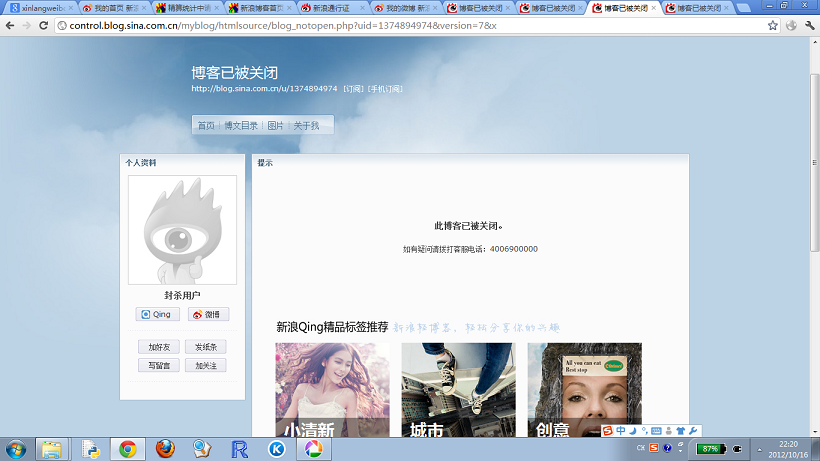 xinlangweib
我的首页 新浪
精算统计中
新浪博客首页
新浪通行证
我的微博 新浪
博客已被关闭
博客已被关闭
博客已被关闭
博客已被关闭
control.blog.sina.com.cn/myblog/htmlsource/blog_notopen.php?uid=1374894974&version=7&x
博客已被关闭
http://blog.sina.com.cn/u/1374894974 [订阅] [手机订阅]
首页 博文目录 图片 关于我
个人资料
提示
此博客已被关闭。
如有疑问请拨打客服电话：4006900000
封杀用户
Qing 微博
加好友 发纸条
写留言 加关注
新浪Qing精品标签推荐 新浪轻博客，轻松分享你的兴趣
小清新
城市
All you can eat
Rest stop
创意
CH
中
87%
22:20
2012/10/16